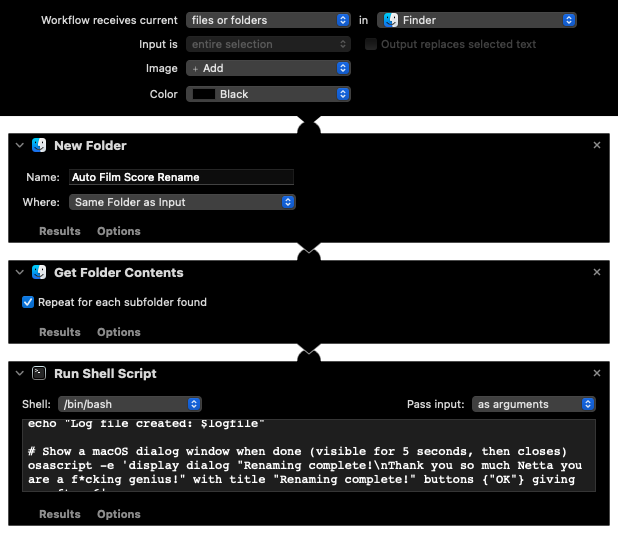 Workflow receives current files or folders in Finder
Input is entire selection Output replaces selected text
Image + Add
Color Black
New Folder
Name: Auto Film Score Rename
Where: Same Folder as Input
Results Options
Get Folder Contents
Repeat for each subfolder found
Results Options
Run Shell Script
Shell: /bin/bash Pass input: as arguments
echo "Log file created: $logfile"
# Show a macOS dialog window when done (visible for 5 seconds, then closes)
osascript -e 'display dialog "Renaming complete!\nThank you so much Netta you
are a f*cking genius!" with title "Renaming complete!" buttons {"OK"} giving
Results Options